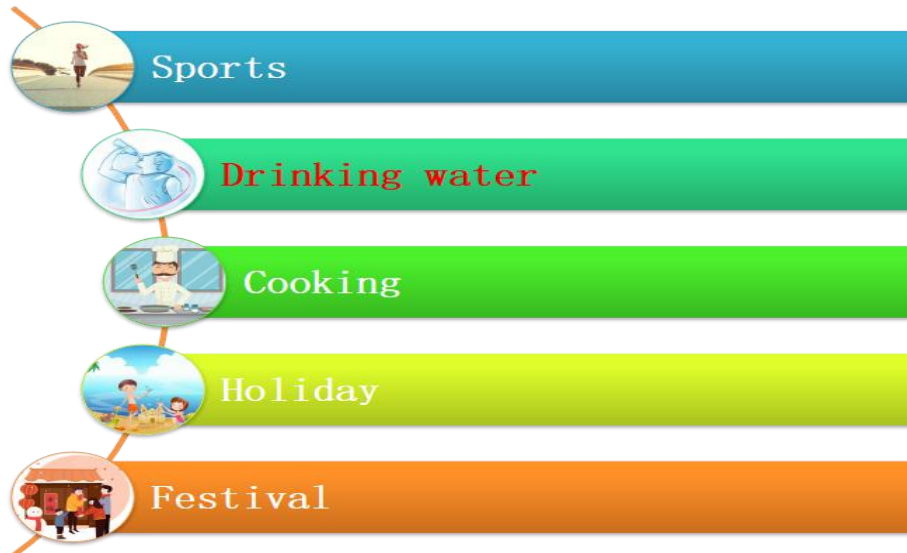 Sports
Drinking water
Cooking
Holiday
Festival